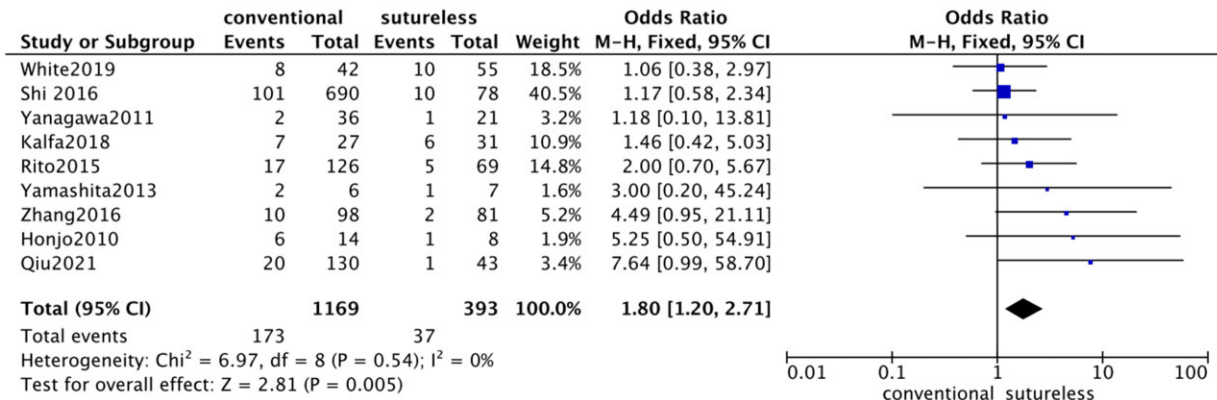 conventional sutureless Odds Ratio Odds Ratio
Study or Subgroup Events Total Events Total Weight M-H, Fixed, 95% CI M-H, Fixed, 95% CI
White2019 8 42 10 55 18.5% 1.06 [0.38, 2.97]
Shi 2016 101 690 10 78 40.5% 1.17 [0.58, 2.34]
Yanagawa2011 2 36 1 21 3.2% 1.18 [0.10, 13.81]
Kalfa2018 7 27 6 31 10.9% 1.46 [0.42, 5.03]
Rito2015 17 126 5 69 14.8% 2.00 [0.70, 5.67]
Yamashita2013 2 6 1 7 1.6% 3.00 [0.20, 45.24]
Zhang2016 10 98 2 81 5.2% 4.49 [0.95, 21.11]
Honjo2010 6 14 1 8 1.9% 5.25 [0.50, 54.91]
Qiu2021 20 130 1 43 3.4% 7.64 [0.99, 58.70]
Total (95% CI) 1169 393 100.0% 1.80 [1.20, 2.71]
Total events 173 37
Heterogeneity: Chi² = 6.97, df = 8 (P = 0.54); I² = 0%
Test for overall effect: Z = 2.81 (P = 0.005)
0.01 0.1 1 10 100
conventional sutureless